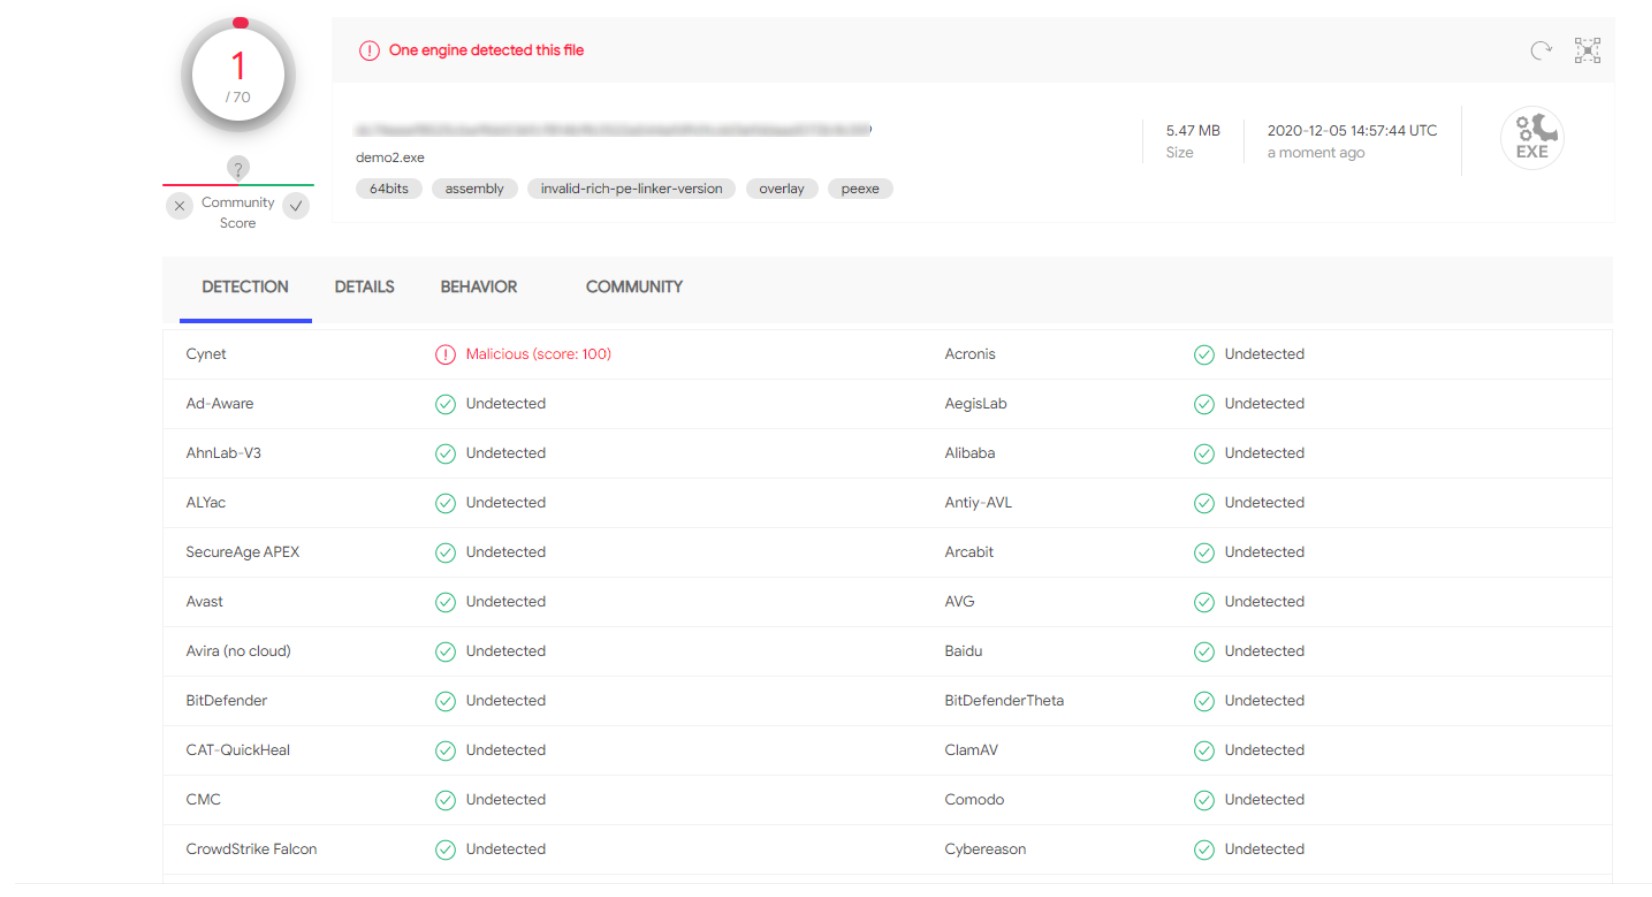 1
/ 70
One engine detected this file
demo2.exe
5.47 MB
Size
2020-12-05 14:57:44 UTC
a moment ago
EXE
64bits assembly invalid-rich-pe-linker-version overlay peexe
?
Community
Score
DETECTION DETAILS BEHAVIOR COMMUNITY
Cynet Malicious (score: 100) Acronis Undetected
Ad-Aware Undetected AegisLab Undetected
AhnLab-V3 Undetected Alibaba Undetected
ALYac Undetected Antiy-AVL Undetected
SecureAge APEX Undetected Arcabit Undetected
Avast Undetected AVG Undetected
Avira (no cloud) Undetected Baidu Undetected
BitDefender Undetected BitDefenderTheta Undetected
CAT-QuickHeal Undetected ClamAV Undetected
CMC Undetected Comodo Undetected
CrowdStrike Falcon Undetected Cybereason Undetected